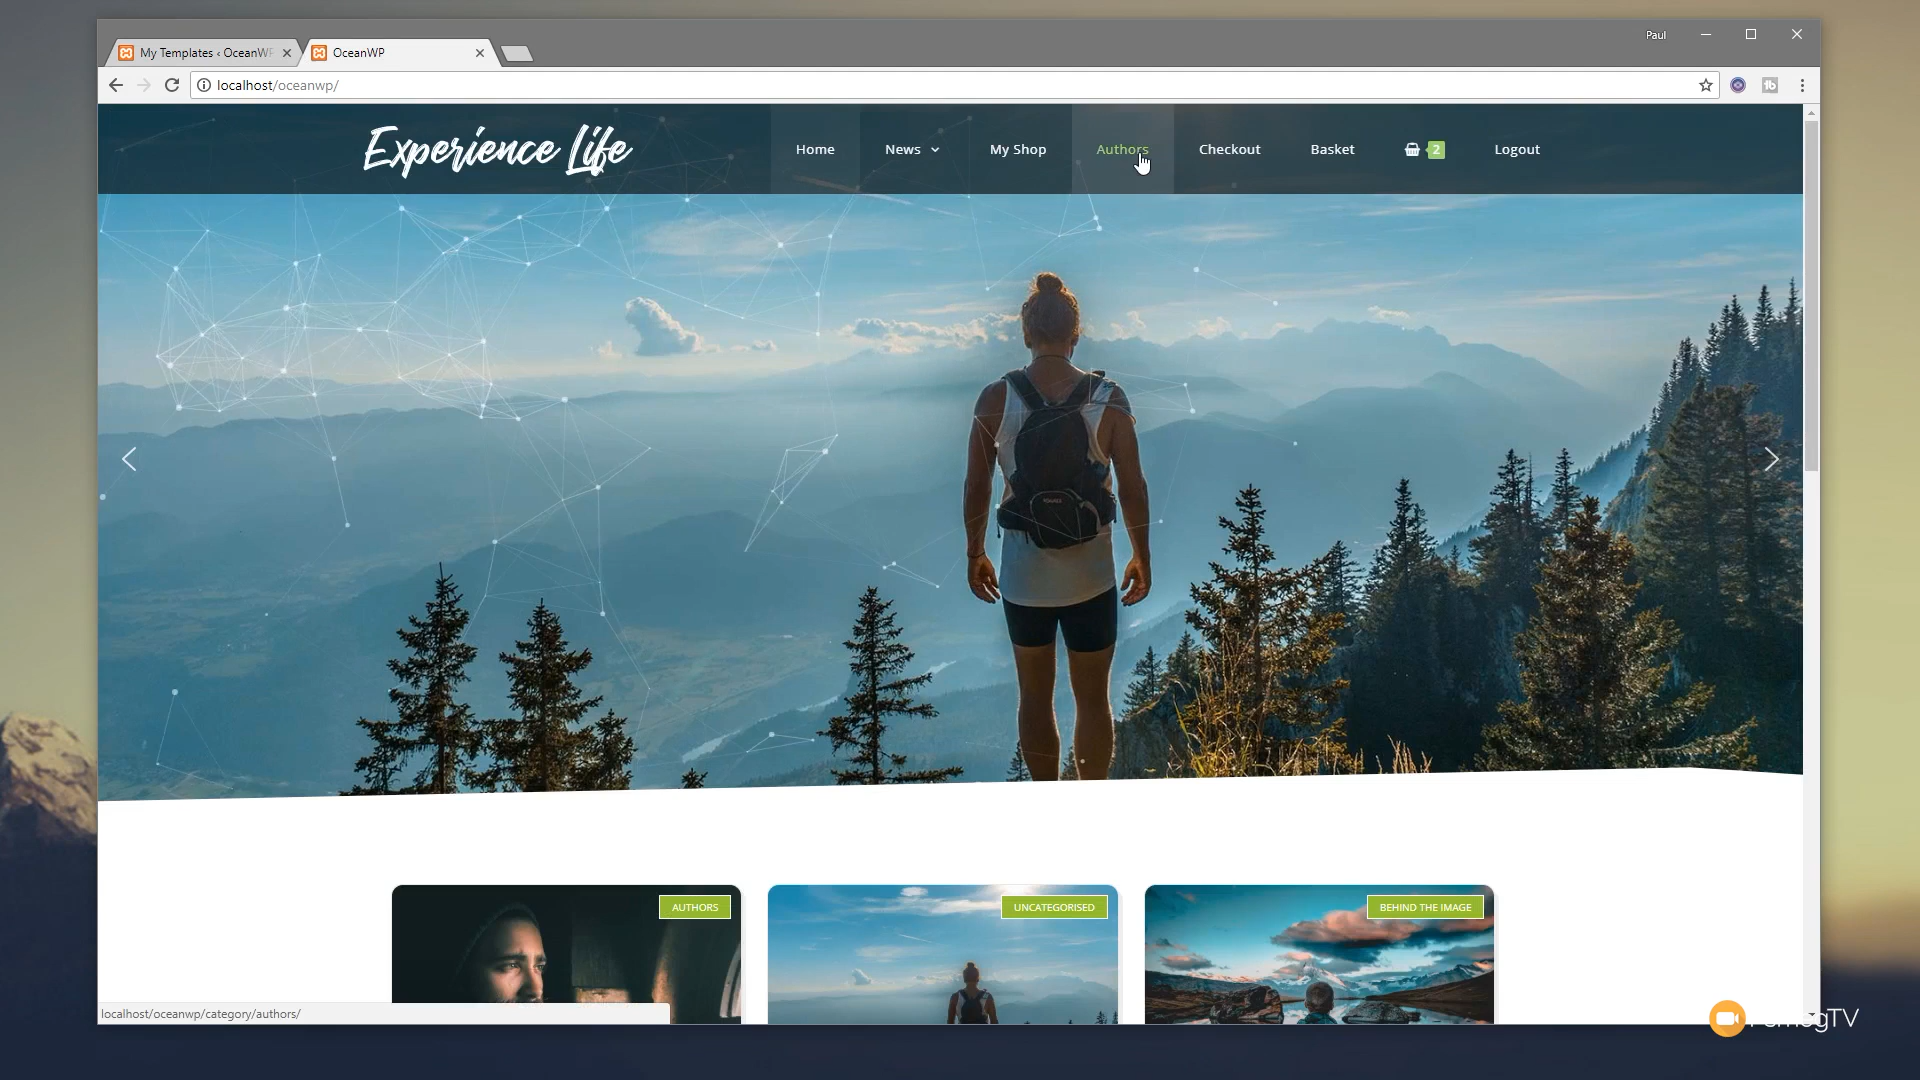 Paul
My Templates ‹ OceanWP
OceanWP
localhost/oceanwp/
Experience Life
Home
News
My Shop
Authors
Checkout
Basket
2
Logout
AUTHORS
UNCATEGORISED
BEHIND THE IMAGE
localhost/oceanwp/category/authors/